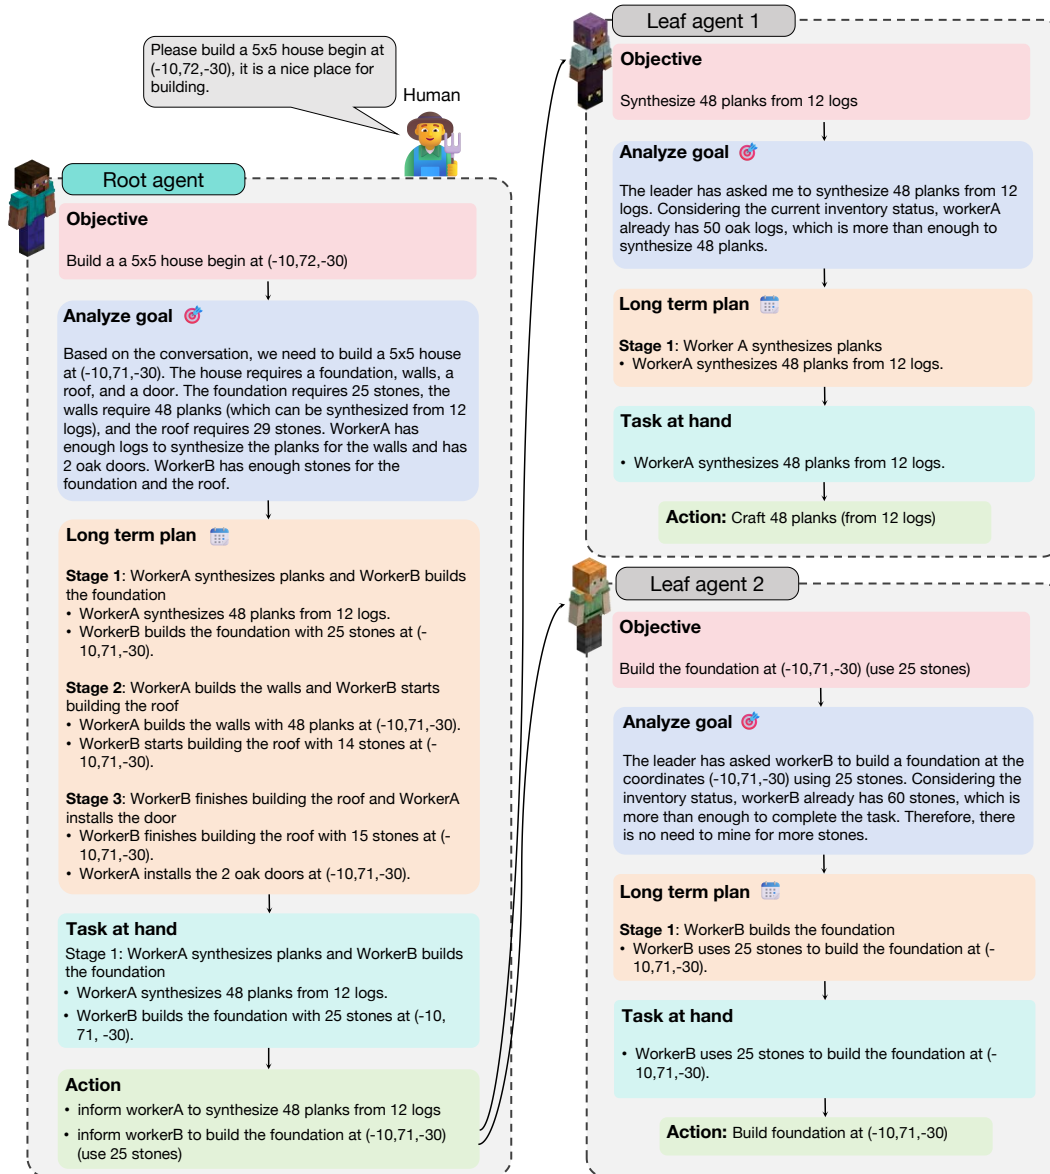 Please build a 5x5 house begin at
(-10,72,-30), it is a nice place for
building.
Human
Root agent
Objective
Build a a 5x5 house begin at (-10,72,-30)
Analyze goal
Based on the conversation, we need to build a 5x5 house
at (-10,71,-30). The house requires a foundation, walls, a
roof, and a door. The foundation requires 25 stones, the
walls require 48 planks (which can be synthesized from 12
logs), and the roof requires 29 stones. WorkerA has
enough logs to synthesize the planks for the walls and has
2 oak doors. WorkerB has enough stones for the
foundation and the roof.
Long term plan
Stage 1: WorkerA synthesizes planks and WorkerB builds
the foundation
• WorkerA synthesizes 48 planks from 12 logs.
• WorkerB builds the foundation with 25 stones at (-
10,71,-30).
Stage 2: WorkerA builds the walls and WorkerB starts
building the roof
• WorkerA builds the walls with 48 planks at (-10,71,-30).
• WorkerB starts building the roof with 14 stones at (-
10,71,-30).
Stage 3: WorkerB finishes building the roof and WorkerA
installs the door
• WorkerB finishes building the roof with 15 stones at (-
10,71,-30).
• WorkerA installs the 2 oak doors at (-10,71,-30).
Task at hand
Stage 1: WorkerA synthesizes planks and WorkerB builds
the foundation
• WorkerA synthesizes 48 planks from 12 logs.
• WorkerB builds the foundation with 25 stones at (-10,
71, -30).
Action
• inform workerA to synthesize 48 planks from 12 logs
• inform workerB to build the foundation at (-10,71,-30)
(use 25 stones)
Leaf agent 1
Objective
Synthesize 48 planks from 12 logs
Analyze goal
The leader has asked me to synthesize 48 planks from 12
logs. Considering the current inventory status, workerA
already has 50 oak logs, which is more than enough to
synthesize 48 planks.
Long term plan
Stage 1: Worker A synthesizes planks
• WorkerA synthesizes 48 planks from 12 logs.
Task at hand
• WorkerA synthesizes 48 planks from 12 logs.
Action: Craft 48 planks (from 12 logs)
Leaf agent 2
Objective
Build the foundation at (-10,71,-30) (use 25 stones)
Analyze goal
The leader has asked workerB to build a foundation at the
coordinates (-10,71,-30) using 25 stones. Considering the
inventory status, workerB already has 60 stones, which is
more than enough to complete the task. Therefore, there
is no need to mine for more stones.
Long term plan
Stage 1: WorkerB builds the foundation
• WorkerB uses 25 stones to build the foundation at (-
10,71,-30).
Task at hand
• WorkerB uses 25 stones to build the foundation at (-
10,71,-30).
Action: Build foundation at (-10,71,-30)